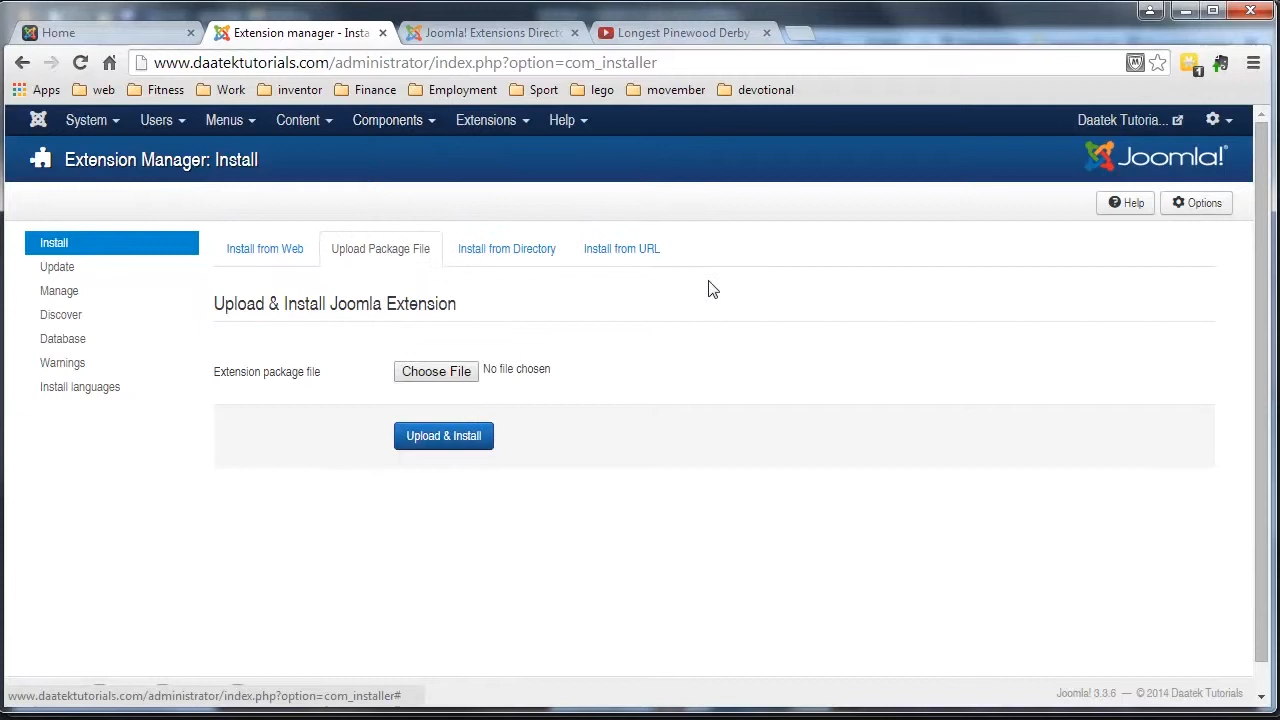 Home
Extension manager - Insta
Joomla! Extensions Direct
Longest Pinewood Derby
www.daatektutorials.com/administrator/index.php?option=com_installer
1
Apps web Fitness Work inventor Finance Employment Sport lego movember devotional
System Users Menus Content Components Extensions Help Daatek Tutoria...
Extension Manager: Install
Joomla!
Help Options
Install
Update
Manage
Discover
Database
Warnings
Install languages
Install from Web Upload Package File Install from Directory Install from URL
Upload & Install Joomla Extension
Extension package file Choose File No file chosen
Upload & Install
www.daatektutorials.com/administrator/index.php?option=com_installer#
Joomla! 3.3.6 — © 2014 Daatek Tutorials